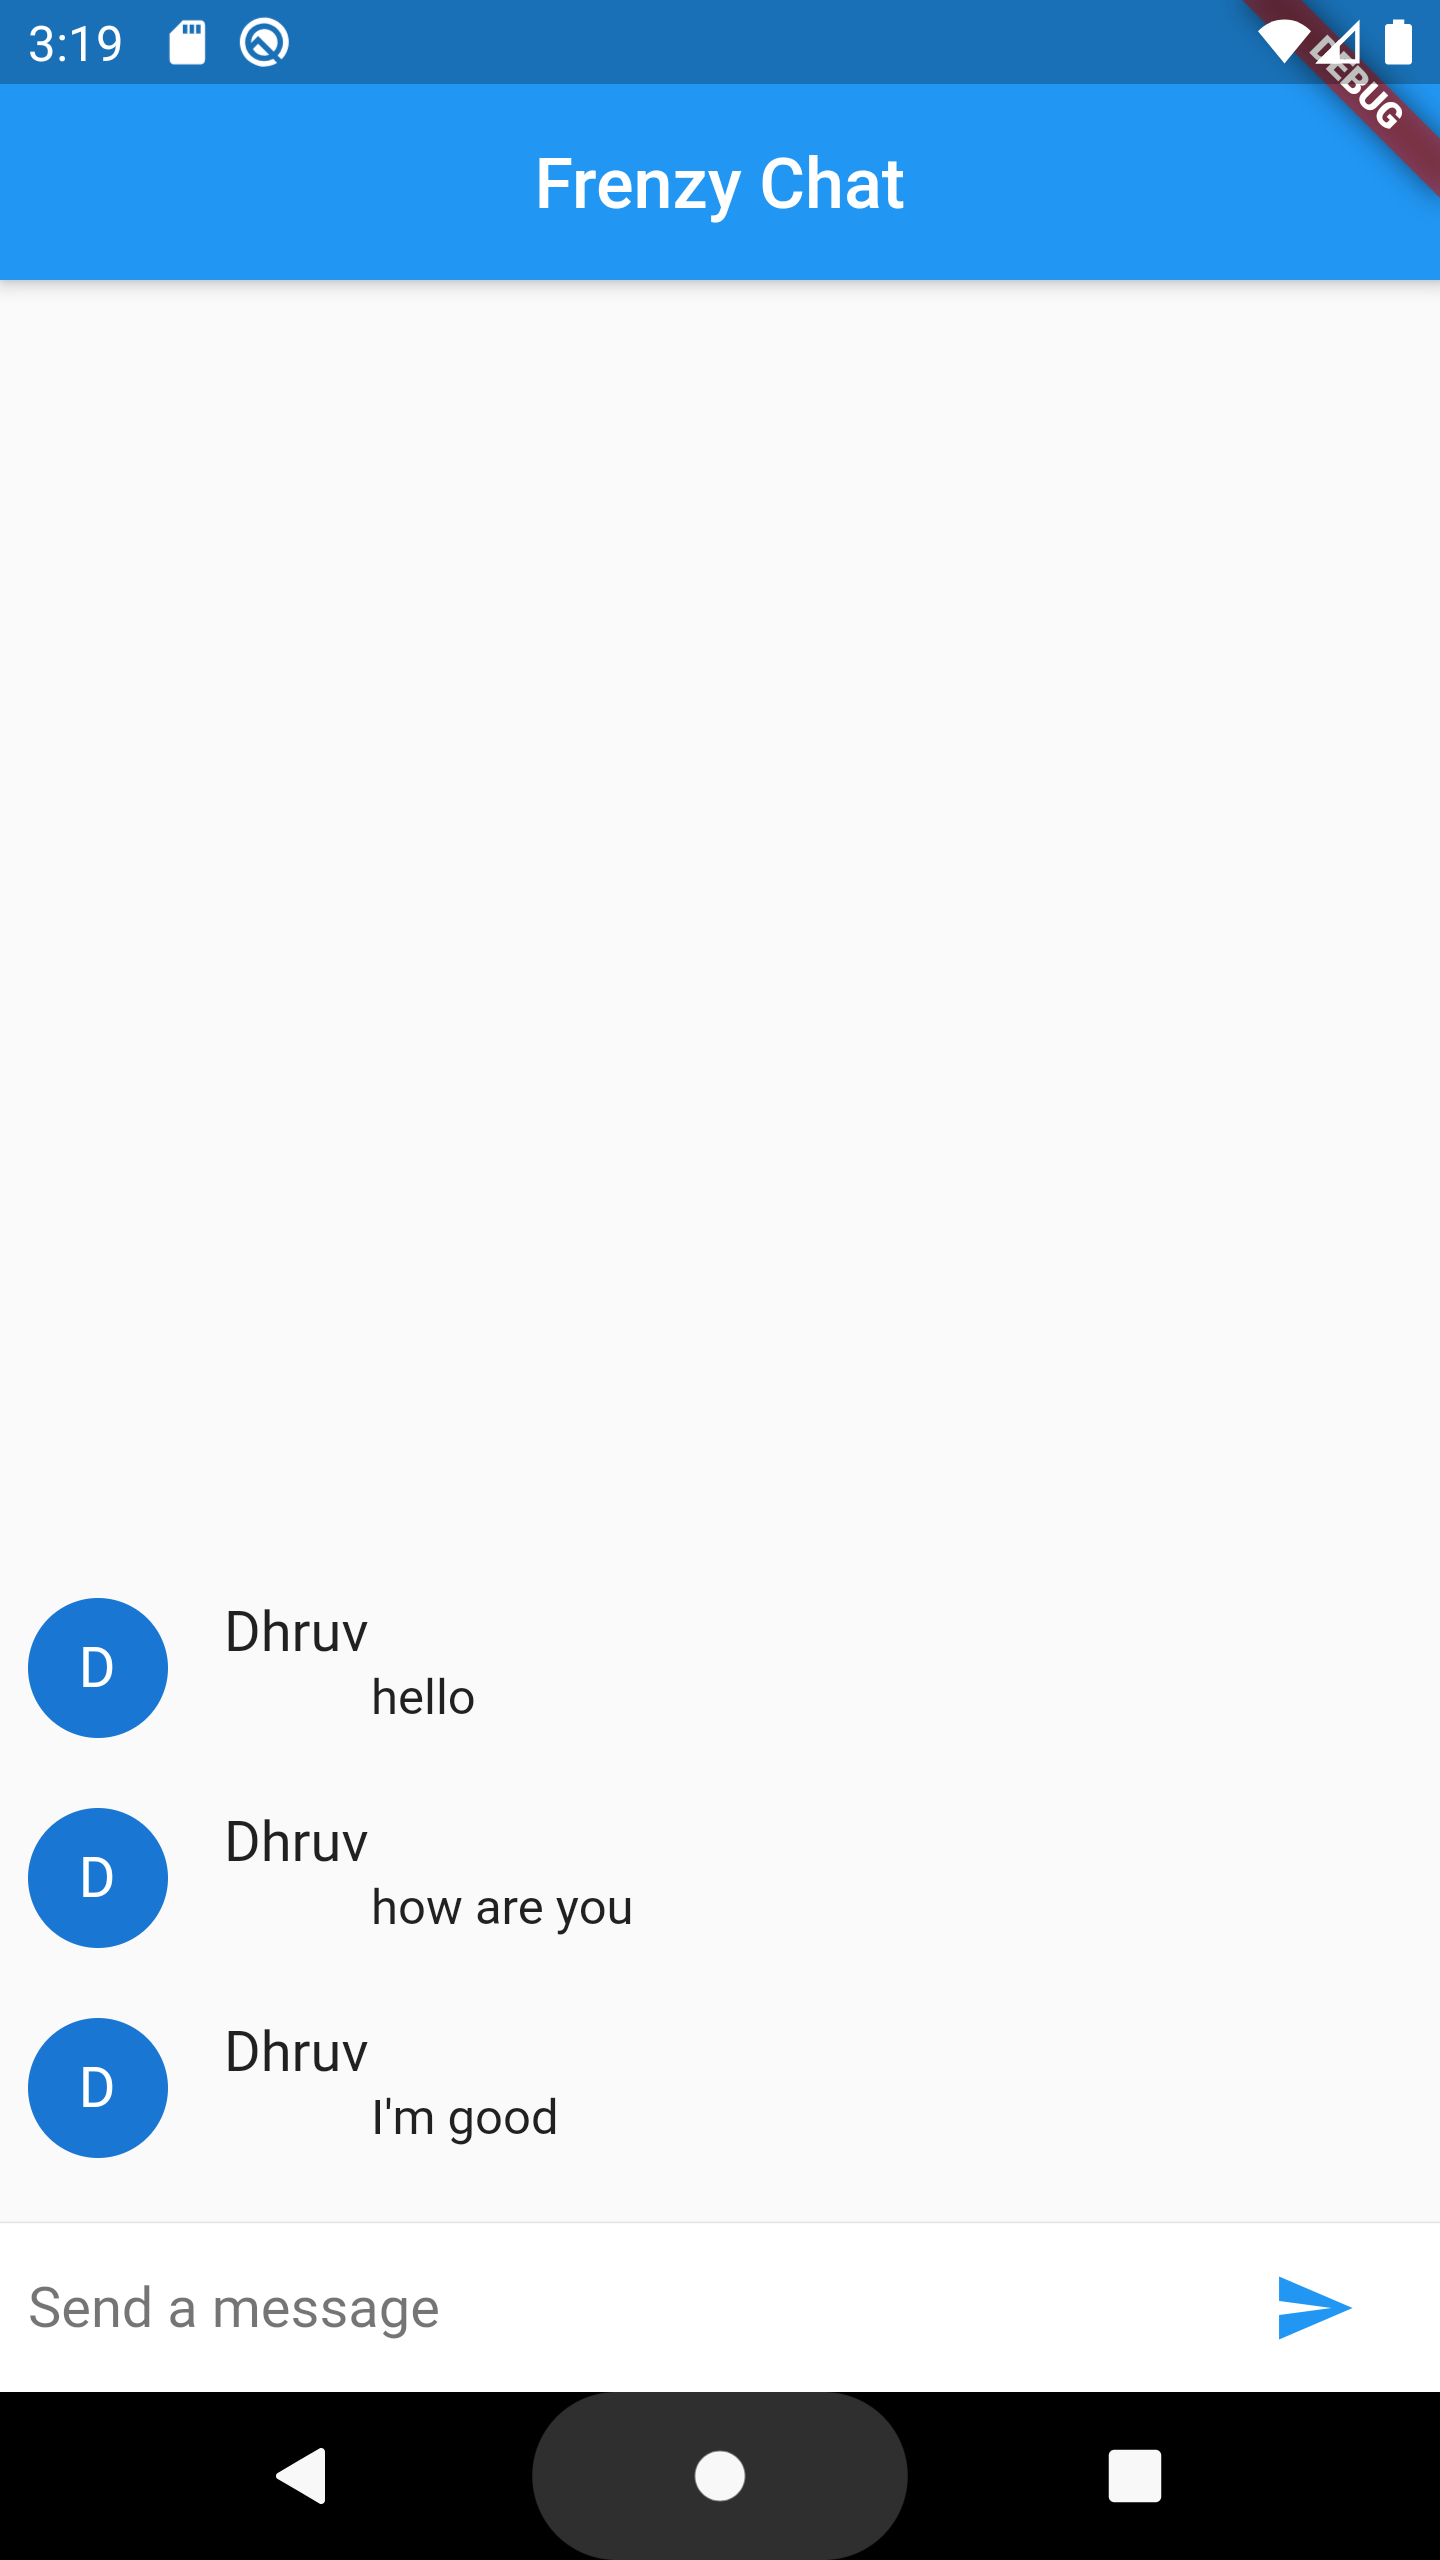 3:19
DEBUG
Frenzy Chat
D
Dhruv
hello
D
Dhruv
how are you
D
Dhruv
I'm good
Send a message